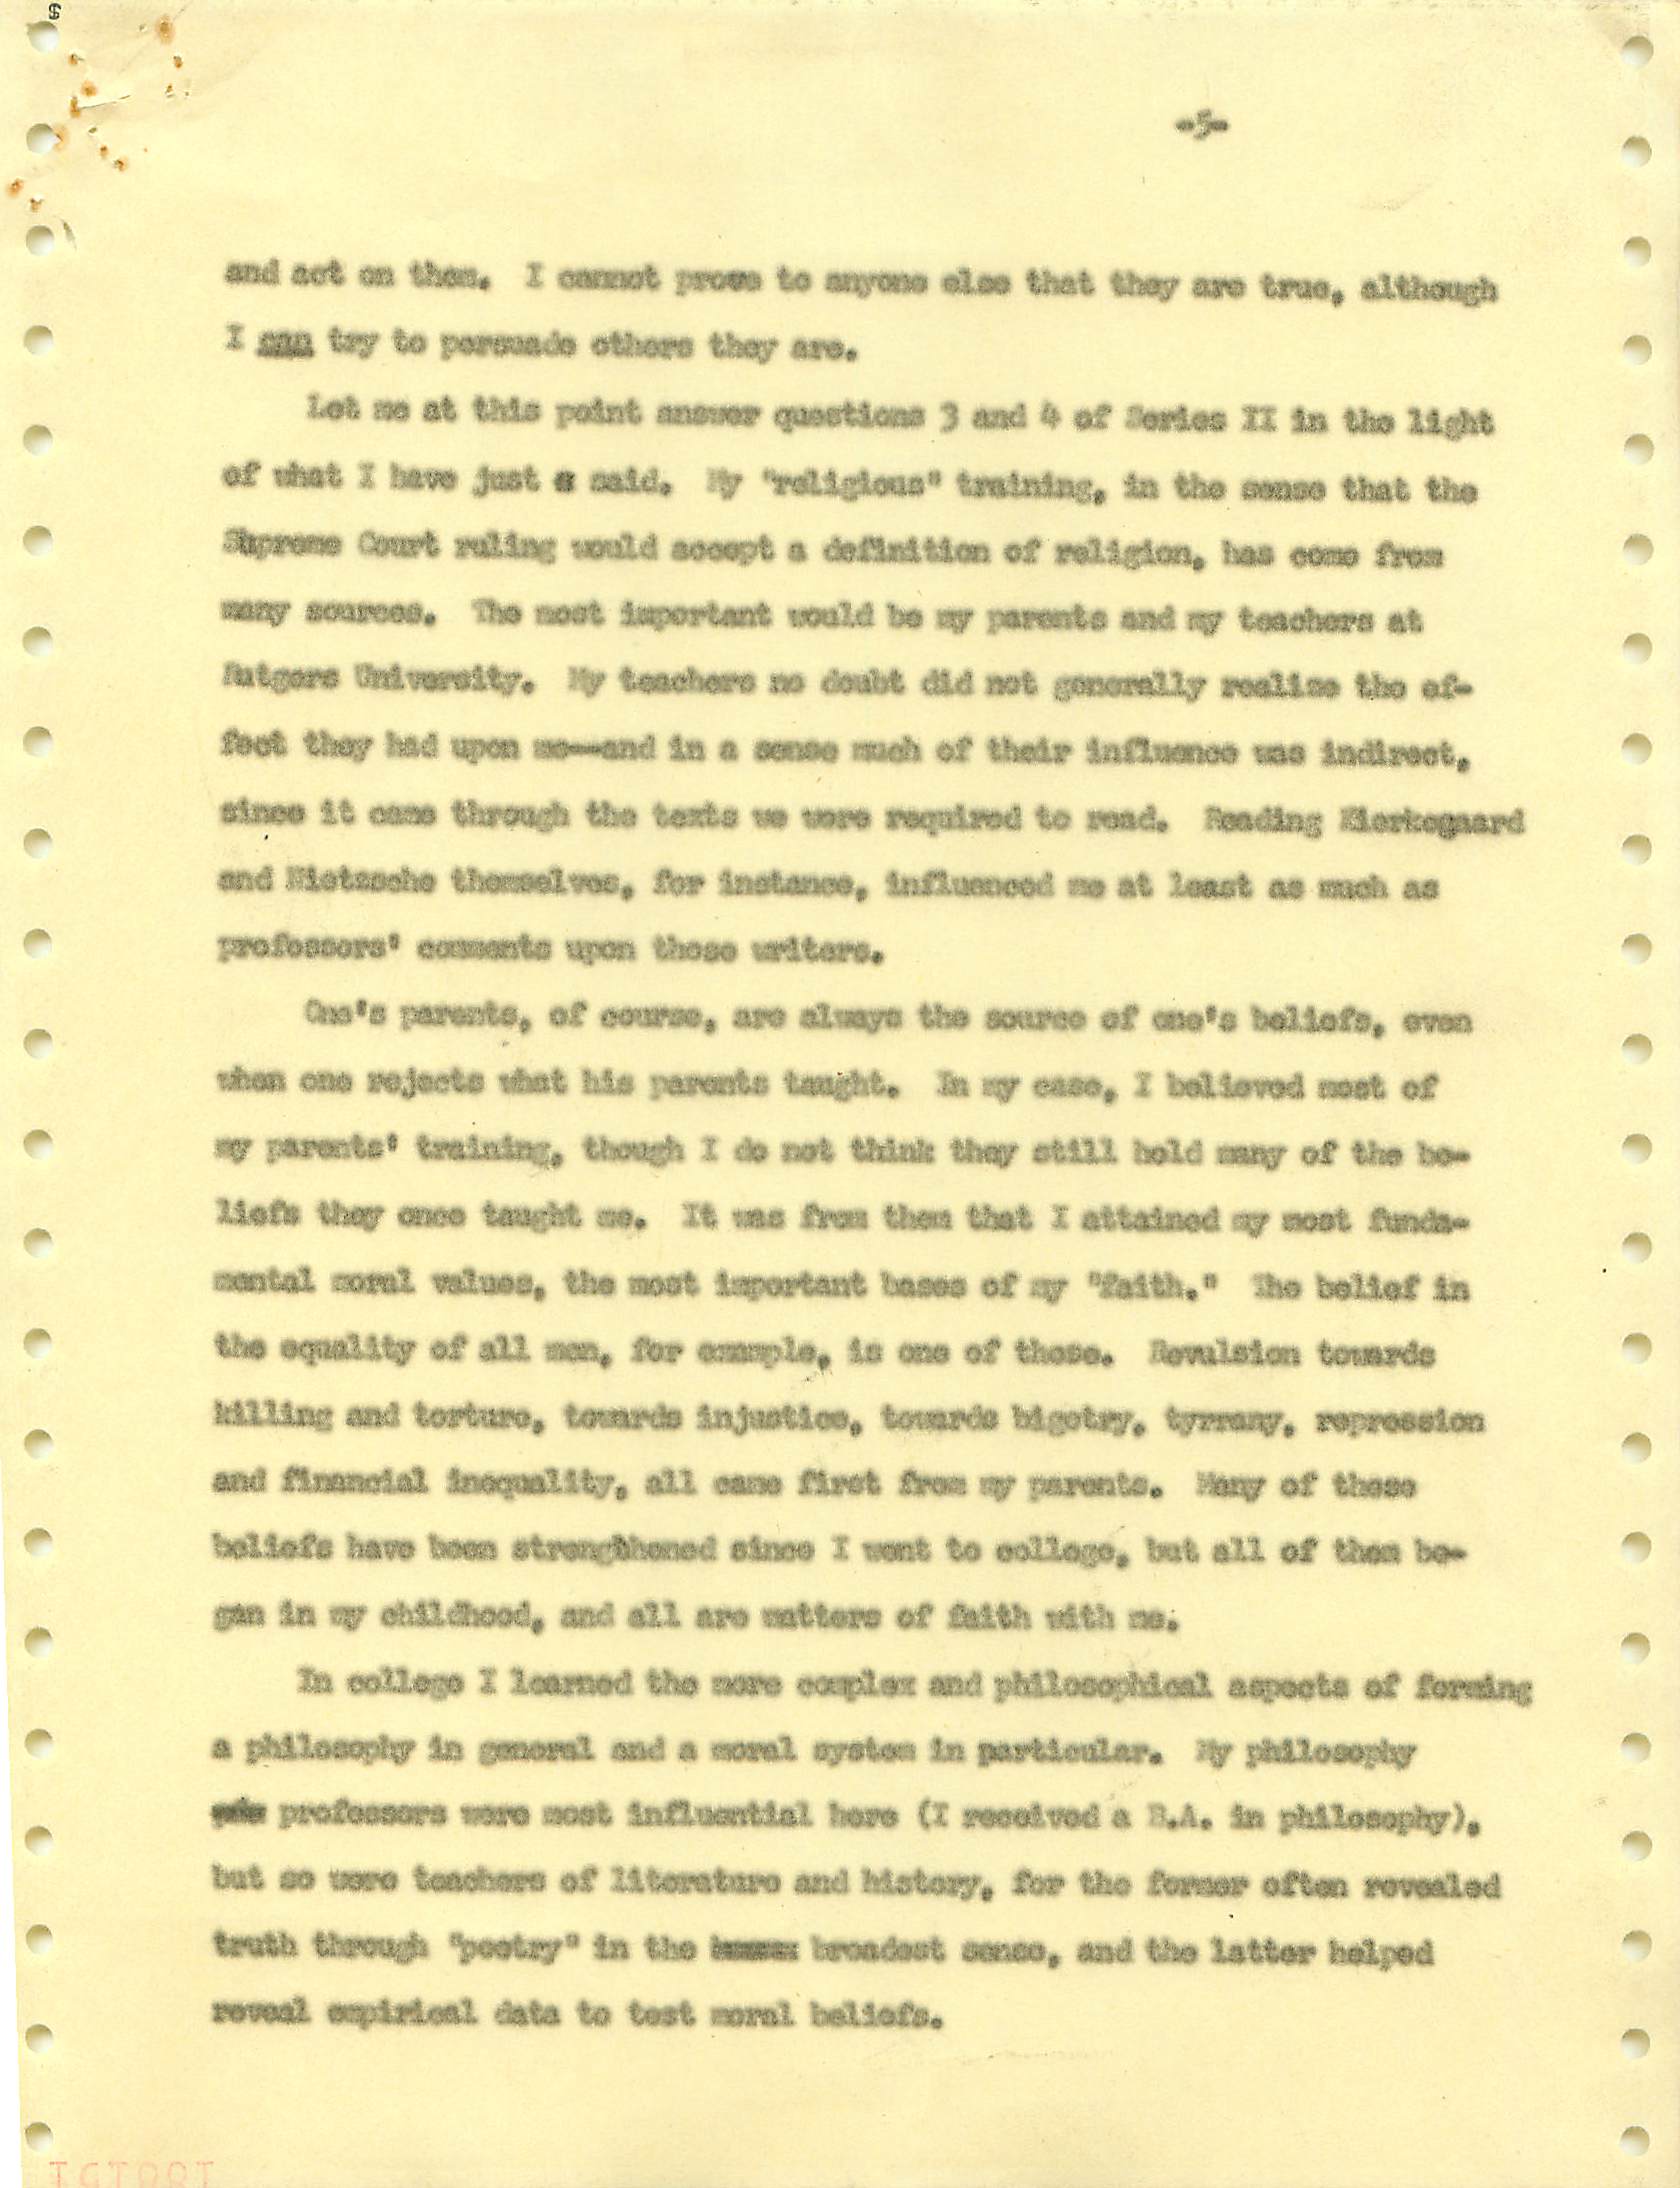 -5-
and act on them. I cannot prove to anyone else that they are true, although
I can try to persuade others they are.
Let me at this point answer questions 3 and 4 of Series II in the light
of what I have just said. My "religious" training, in the sense that the
Supreme Court ruling would accept a definition of religion, has come from
many sources. The most important would be my parents and my teachers at
Rutgers University. My teachers no doubt did not generally realize the ef-
fect they had upon me--and in a sense much of their influence was indirect,
since it came through the texts we were required to read. Reading Kierkegaard
and Nietzsche themselves, for instance, influenced me at least as much as
professors' comments upon those writers.
One's parents, of course, are always the source of one's beliefs, even
when one rejects what his parents taught. In my case, I believed most of
my parents' training, though I do not think they still hold many of the be-
liefs they once taught me. It was from them that I attained my most funda-
mental moral values, the most important bases of my "faith." The belief in
the equality of all men, for example, is one of these. Revulsion towards
killing and torture, towards injustice, towards bigotry, tyrrany, repression
and financial inequality, all came first from my parents. Many of these
beliefs have been strengthened since I went to college, but all of them be-
gan in my childhood, and all are matters of faith with me.
In college I learned the more complex and philosophical aspects of forming
a philosophy in general and a moral system in particular. My philosophy
professors were most influential here (I received a B.A. in philosophy),
but so were teachers of literature and history, for the former often revealed
truth through "poetry" in the broadest sense, and the latter helped
reveal empirical data to test moral beliefs.